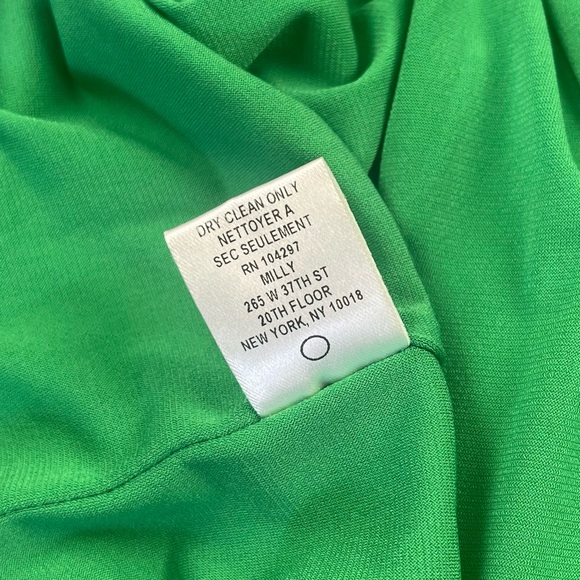 DRY CLEAN ONLY
NETTOYER A
SEC SEULEMENT
RN 104297
MILLY
265 W 37TH ST
20TH FLOOR
NEW YORK, NY 10018